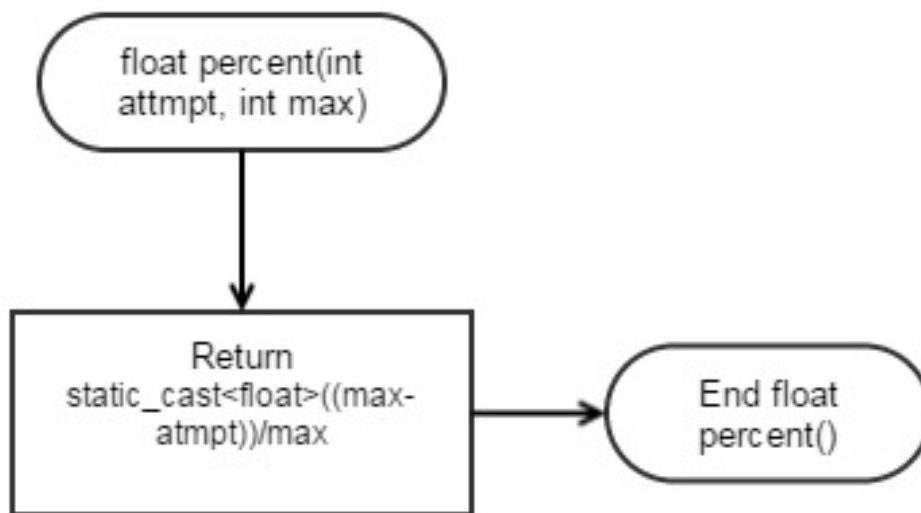 float percent(int
attmpt, int max)
Return
static_cast<float>((max-
atmpt))/max
End float
percent()